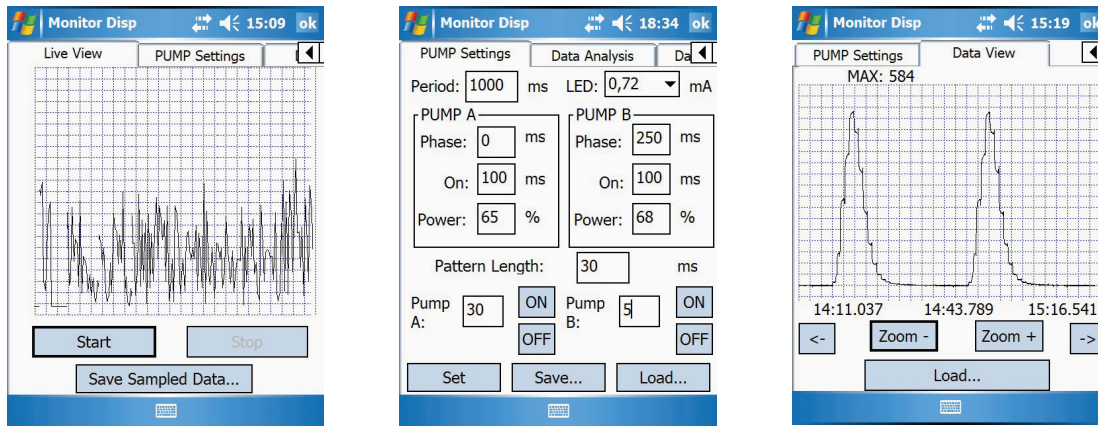 Monitor Disp 15:09 ok
Live View PUMP Settings
Start Stop
Save Sampled Data...
Monitor Disp 18:34 ok
PUMP Settings Data Analysis Da
Period: 1000 ms LED: 0,72 mA
PUMP A PUMP B
Phase: 0 ms Phase: 250 ms
On: 100 ms On: 100 ms
Power: 65 % Power: 68 %
Pattern Length: 30 ms
Pump A: 30 ON Pump B: 5 ON
OFF OFF
Set Save... Load...
Monitor Disp 15:19 ok
PUMP Settings Data View
MAX: 584
14:11.037 14:43.789 15:16.541
<- Zoom - Zoom + ->
Load...